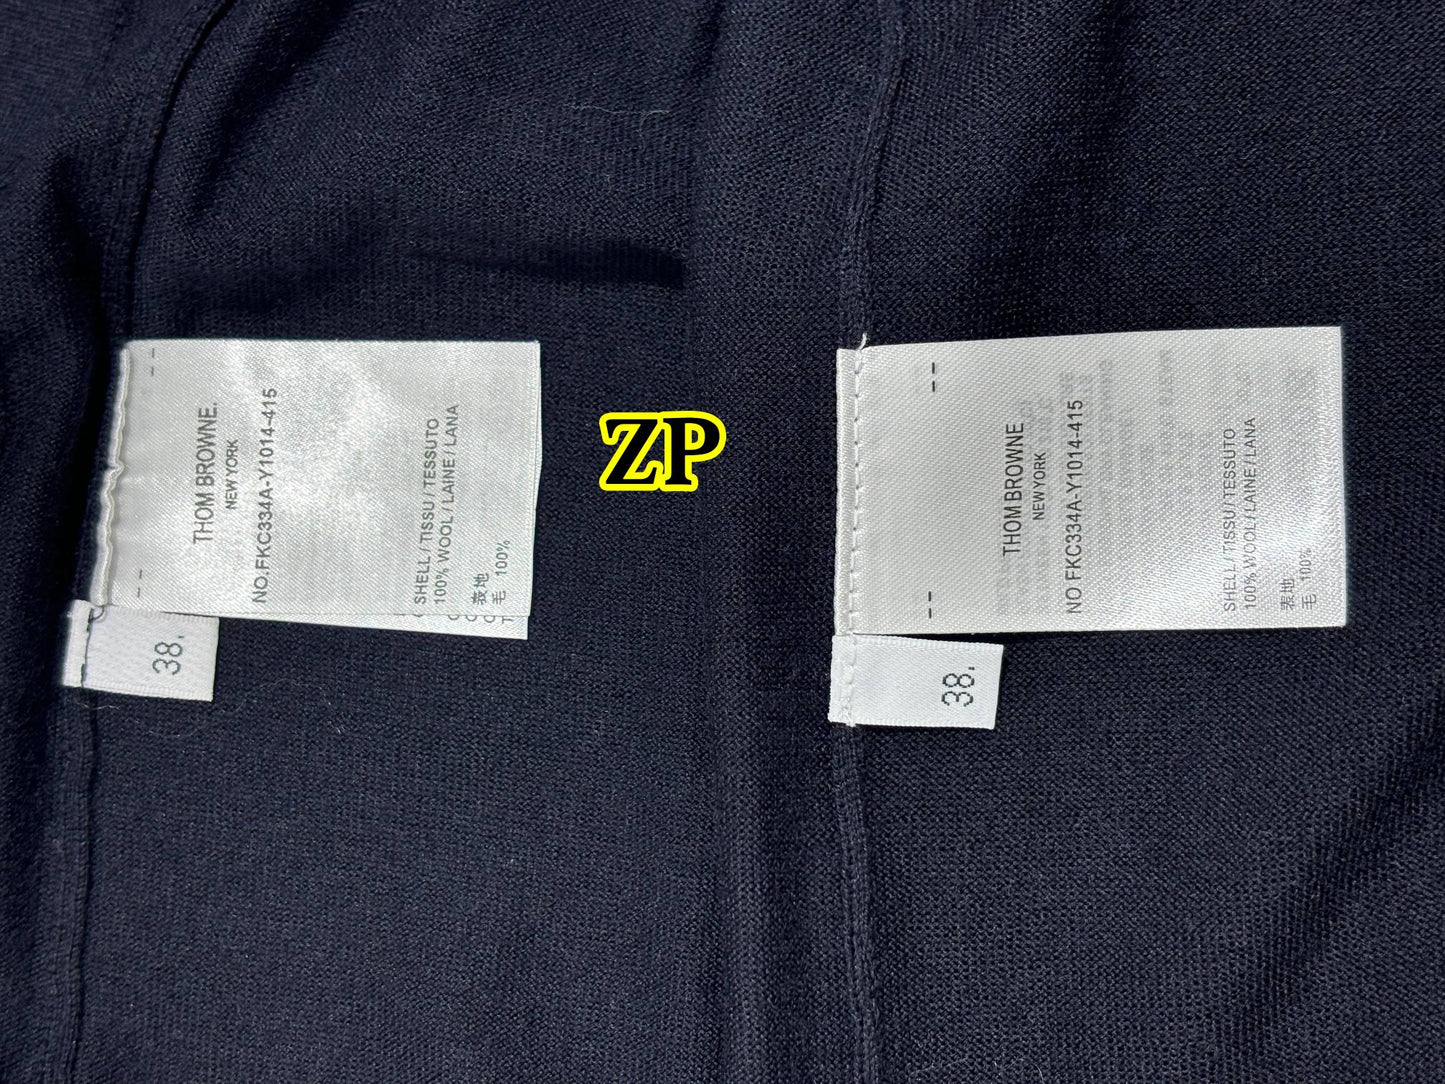 THOM BROWNE.
NEW YORK
NO.FKC334A-Y1014-415
SHELL / TISSU / TESSUTO
100% WOOL / LAINE / LANA
表地
毛 100%
38.
ZP
THOM BROWNE
NEW YORK
NO FKC334A-Y1014-415
SHELL / TISSU / TESSUTO
100% WOOL / LAINE / LANA
表地
毛 100%
38.